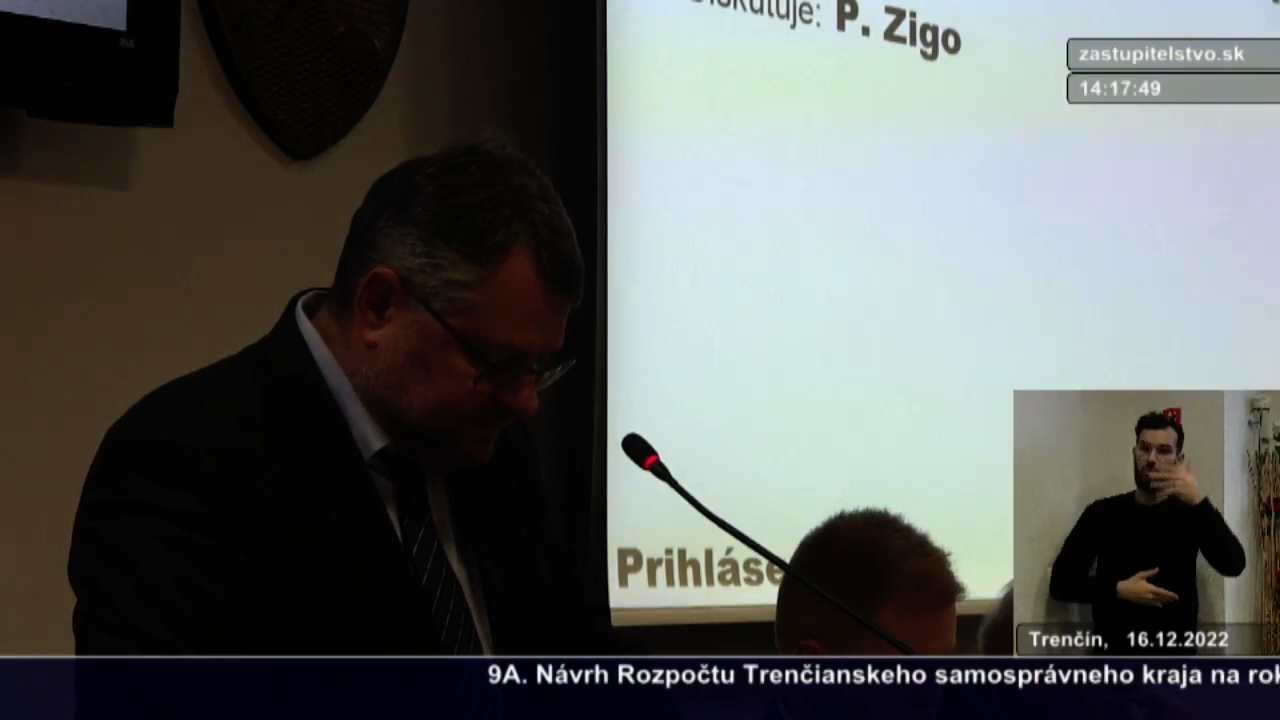 Diskutuje: P. Zigo
zastupitelstvo.sk
14:17:49
Prihláse
Trenčín, 16.12.2022
9A. Návrh Rozpočtu Trenčianskeho samosprávneho kraja na rok